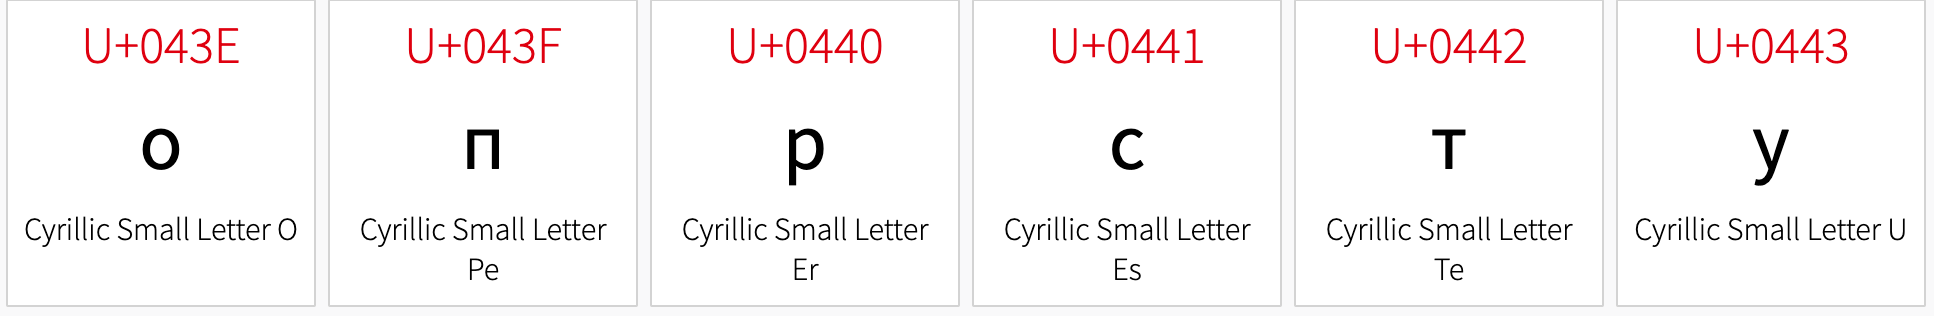 U+043E
о
Cyrillic Small Letter O
U+043F
п
Cyrillic Small Letter
Pe
U+0440
р
Cyrillic Small Letter
Er
U+0441
с
Cyrillic Small Letter
Es
U+0442
т
Cyrillic Small Letter
Te
U+0443
у
Cyrillic Small Letter U